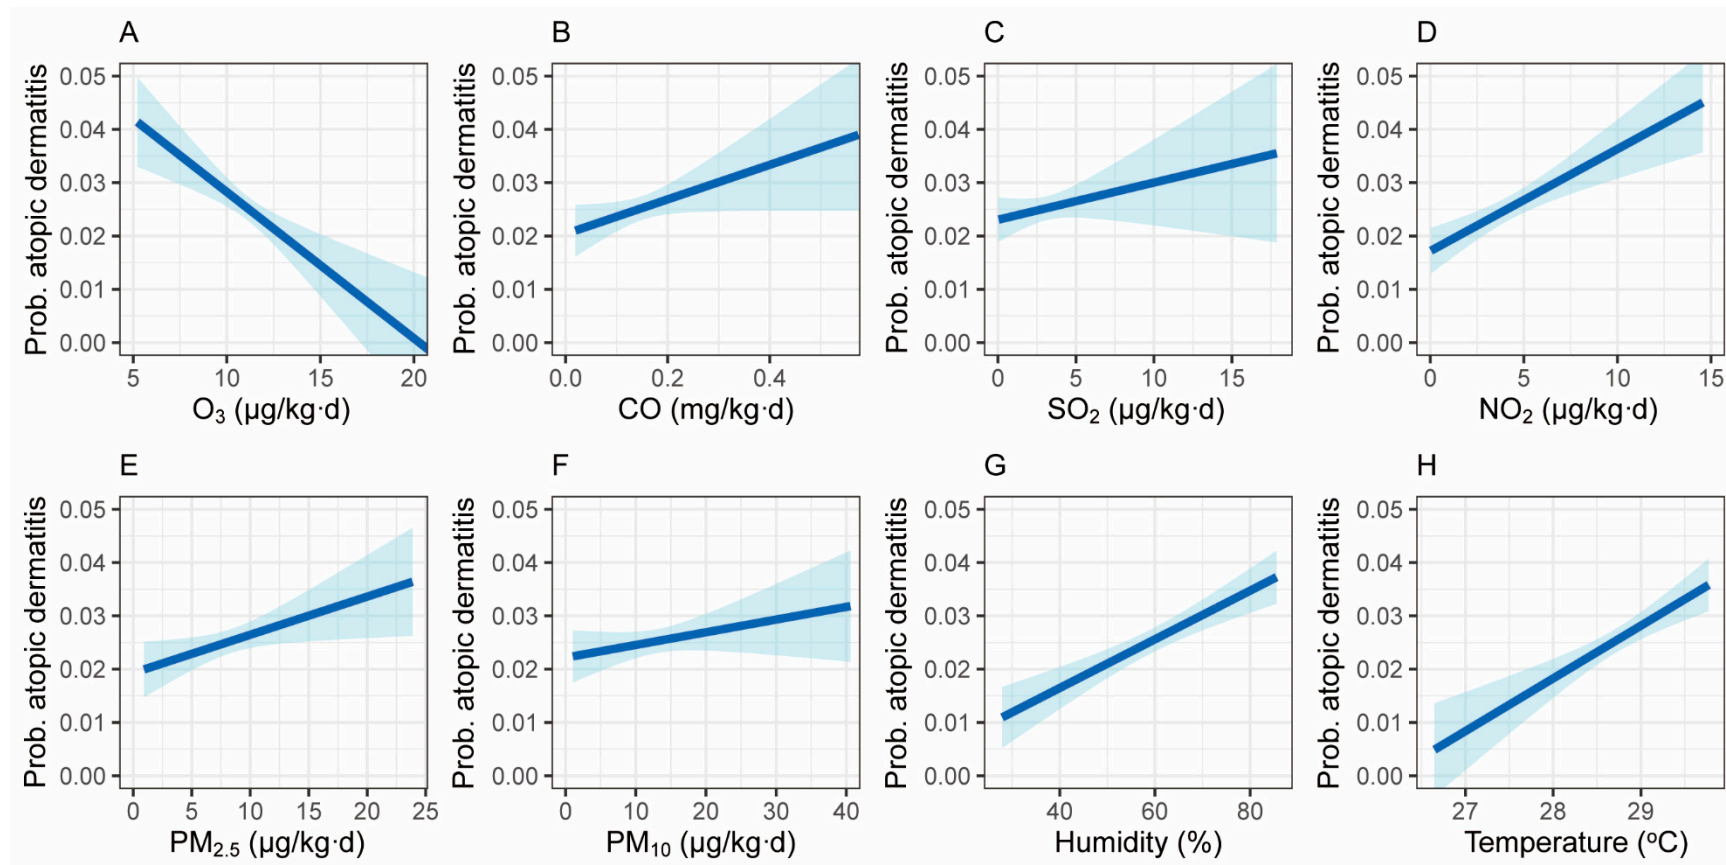 A
B
C
D
Prob. atopic dermatitis
0.05
0.04
0.03
0.02
0.01
0.00
5 10 15 20
O₃ (µg/kg·d)
Prob. atopic dermatitis
0.05
0.04
0.03
0.02
0.01
0.00
0.0 0.2 0.4
CO (mg/kg·d)
Prob. atopic dermatitis
0.05
0.04
0.03
0.02
0.01
0.00
0 5 10 15
SO₂ (µg/kg·d)
Prob. atopic dermatitis
0.05
0.04
0.03
0.02
0.01
0.00
0 5 10 15
NO₂ (µg/kg·d)
E
F
G
H
Prob. atopic dermatitis
0.05
0.04
0.03
0.02
0.01
0.00
0 5 10 15 20 25
PM₂.₅ (µg/kg·d)
Prob. atopic dermatitis
0.05
0.04
0.03
0.02
0.01
0.00
0 10 20 30 40
PM₁₀ (µg/kg·d)
Prob. atopic dermatitis
0.05
0.04
0.03
0.02
0.01
0.00
40 60 80
Humidity (%)
Prob. atopic dermatitis
0.05
0.04
0.03
0.02
0.01
0.00
27 28 29
Temperature (ºC)